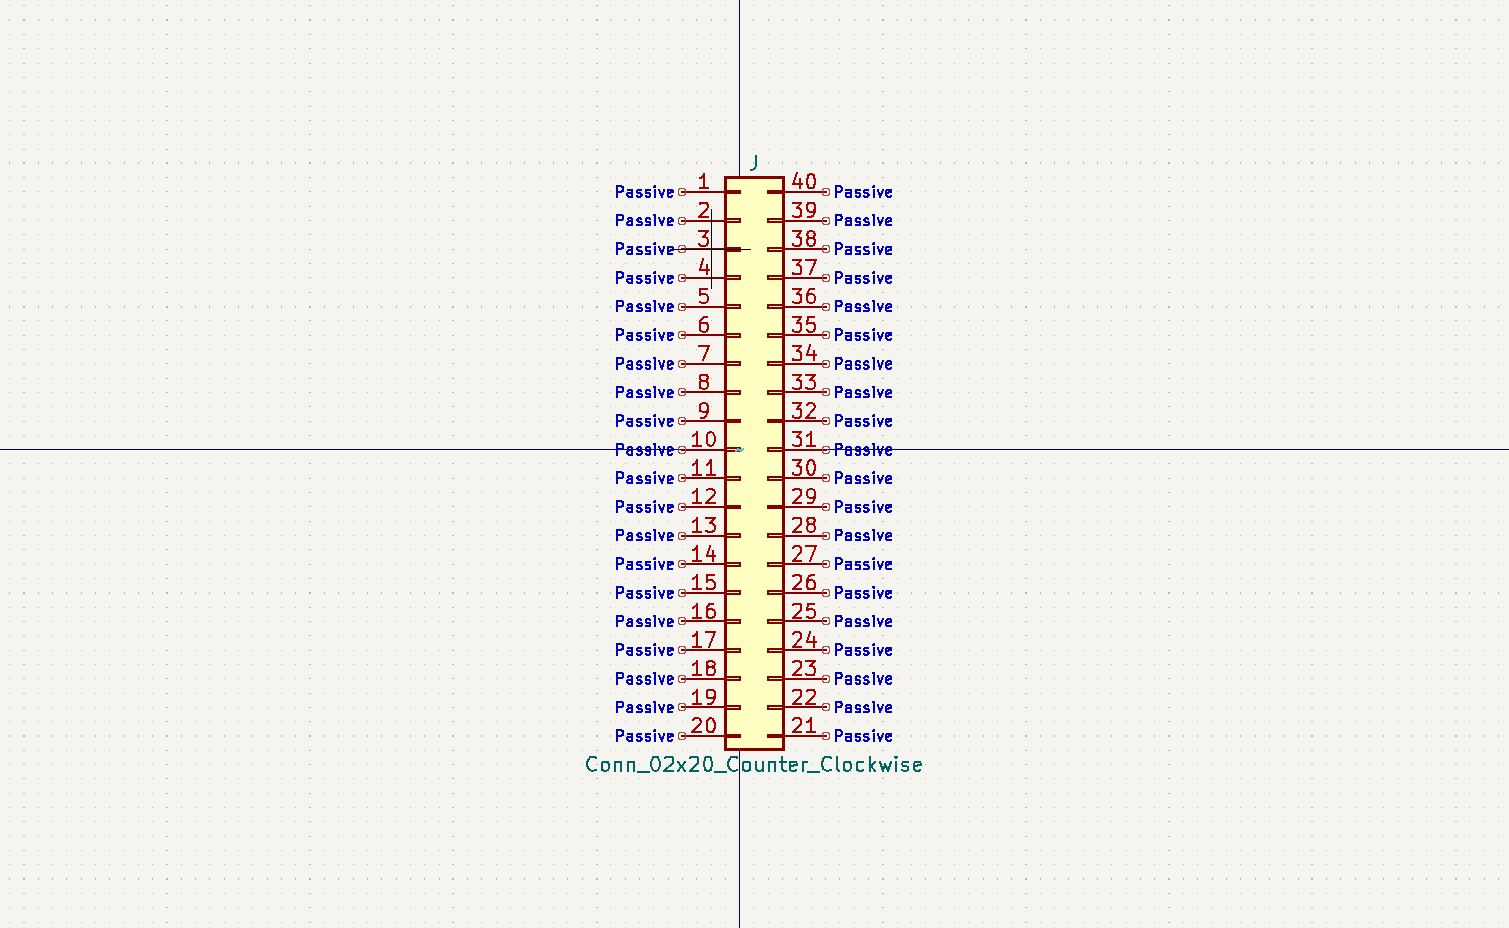 J
Passive 1 40 Passive
Passive 2 39 Passive
Passive 3 38 Passive
Passive 4 37 Passive
Passive 5 36 Passive
Passive 6 35 Passive
Passive 7 34 Passive
Passive 8 33 Passive
Passive 9 32 Passive
Passive 10 31 Passive
Passive 11 30 Passive
Passive 12 29 Passive
Passive 13 28 Passive
Passive 14 27 Passive
Passive 15 26 Passive
Passive 16 25 Passive
Passive 17 24 Passive
Passive 18 23 Passive
Passive 19 22 Passive
Passive 20 21 Passive
Conn_02x20_Counter_Clockwise